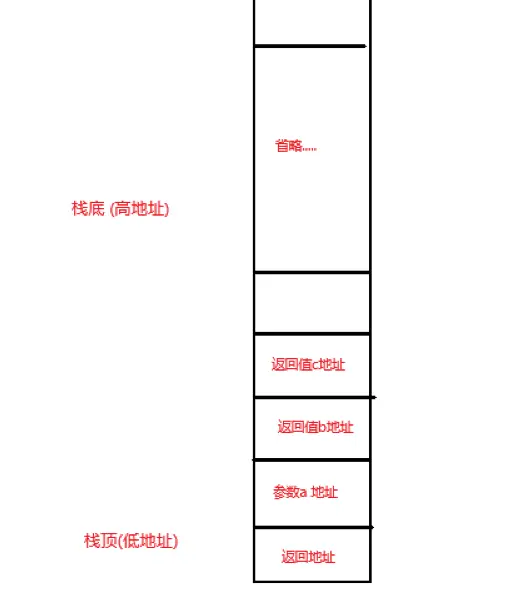 省略.....
栈底 (高地址)
返回值c地址
返回值b地址
参数a 地址
栈顶(低地址)
返回地址